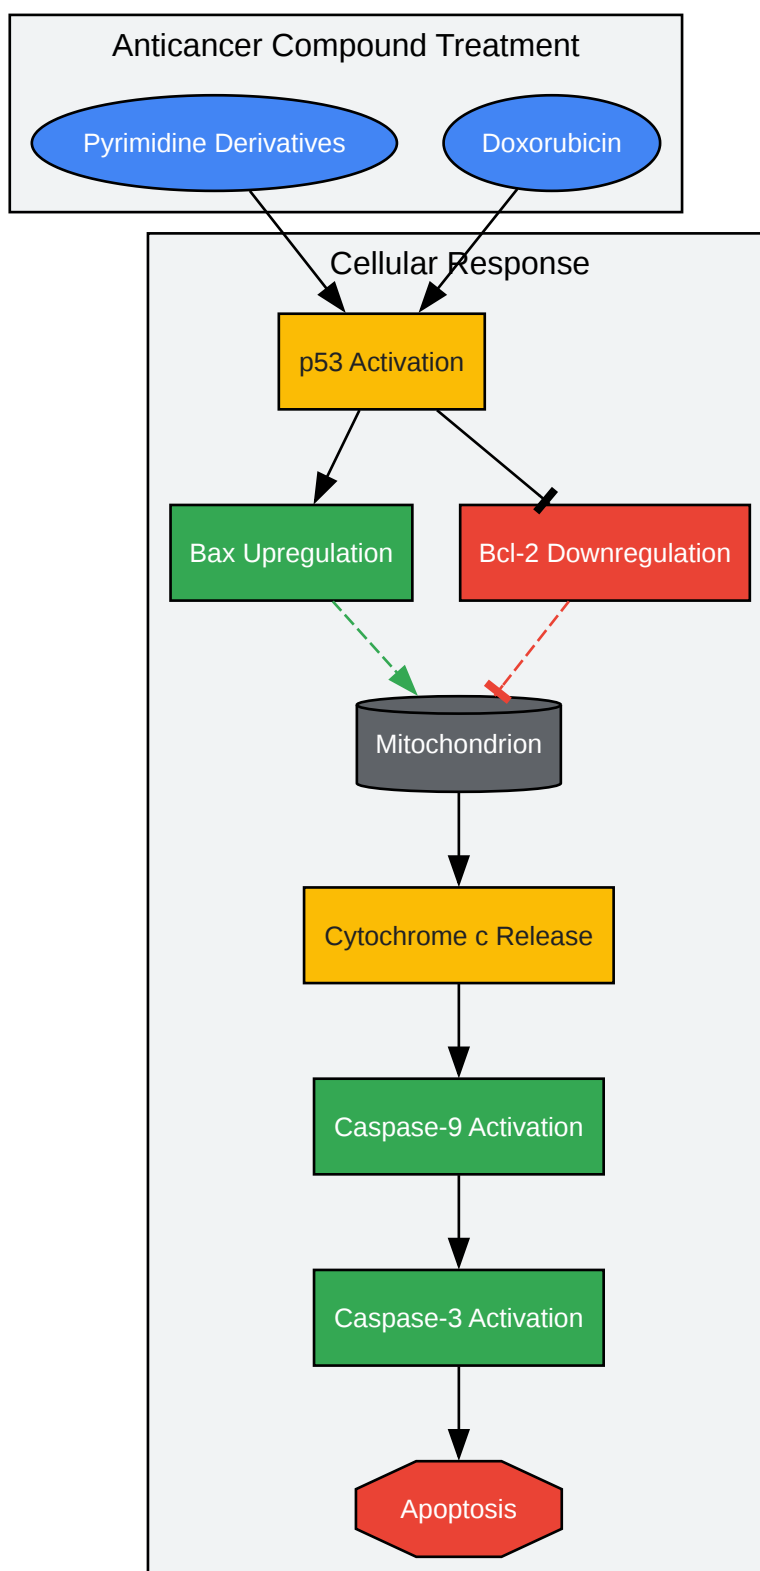 Anticancer Compound Treatment
Pyrimidine Derivatives
Doxorubicin
Cellular Response
p53 Activation
Bax Upregulation
Bcl-2 Downregulation
Mitochondrion
Cytochrome c Release
Caspase-9 Activation
Caspase-3 Activation
Apoptosis